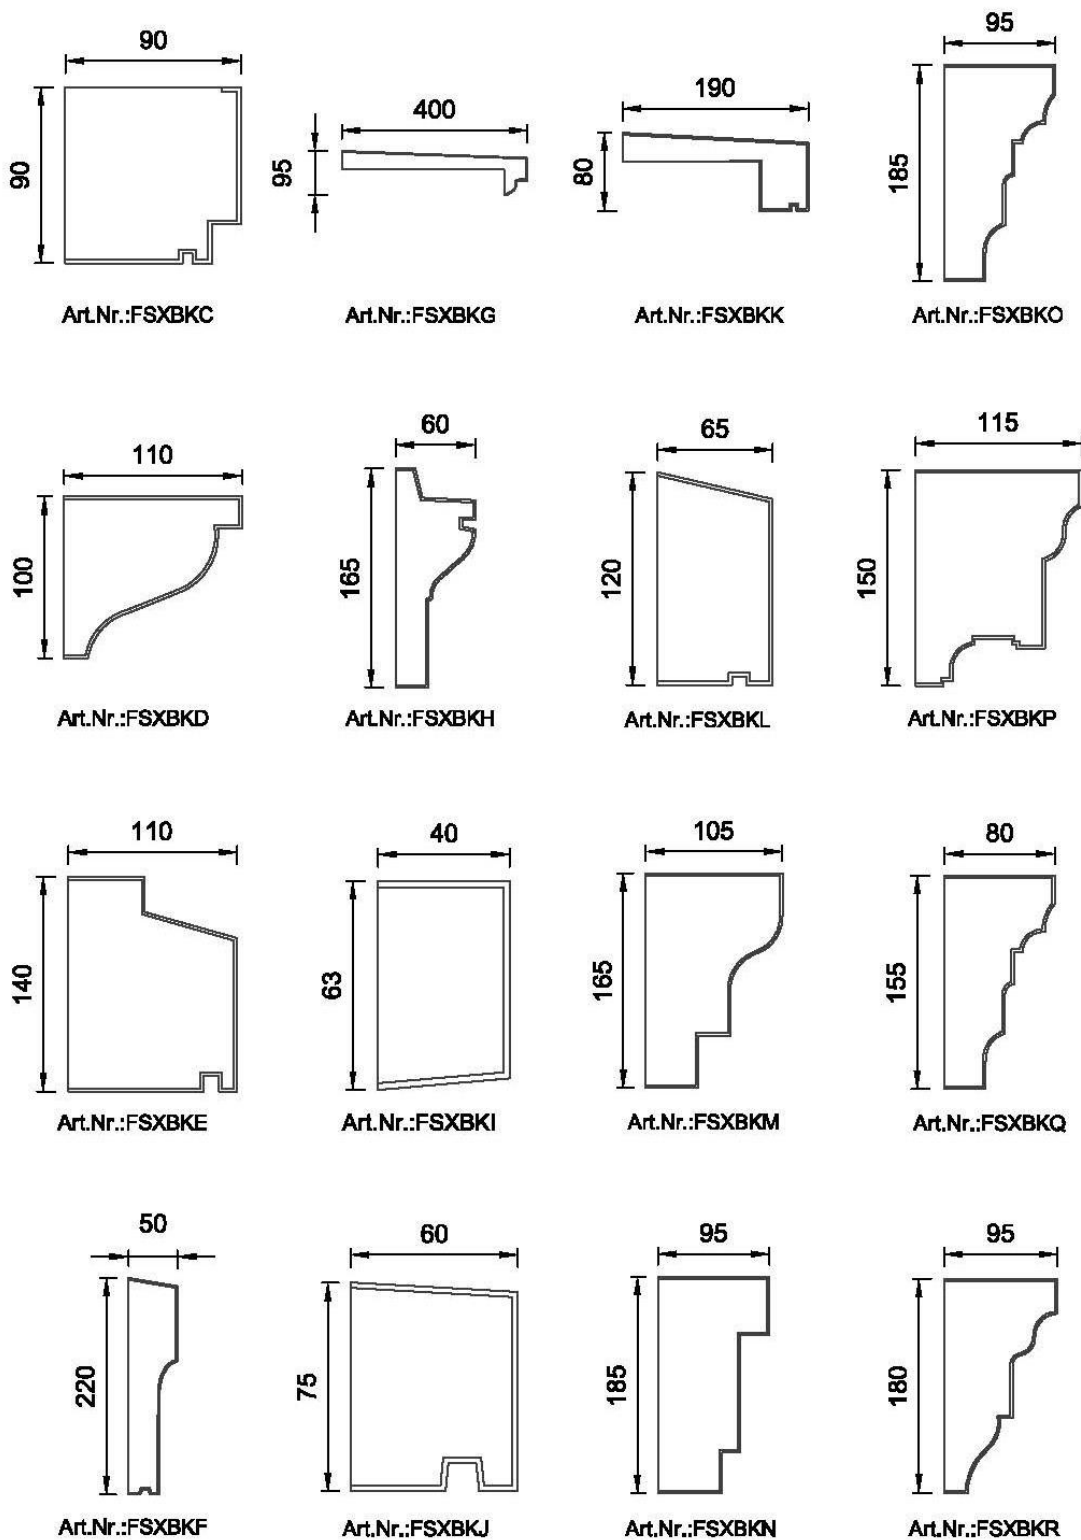 90
90
Art.Nr.:FSXBKC
400
95
Art.Nr.:FSXBKG
190
80
Art.Nr.:FSXBKK
95
185
Art.Nr.:FSXBKO
110
100
Art.Nr.:FSXBKD
60
165
Art.Nr.:FSXBKH
65
120
Art.Nr.:FSXBKL
115
150
Art.Nr.:FSXBKP
110
140
Art.Nr.:FSXBKE
40
63
Art.Nr.:FSXBKI
105
165
Art.Nr.:FSXBKM
80
155
Art.Nr.:FSXBKQ
50
220
Art.Nr.:FSXBKF
60
75
Art.Nr.:FSXBKJ
95
185
Art.Nr.:FSXBKN
95
180
Art.Nr.:FSXBKR